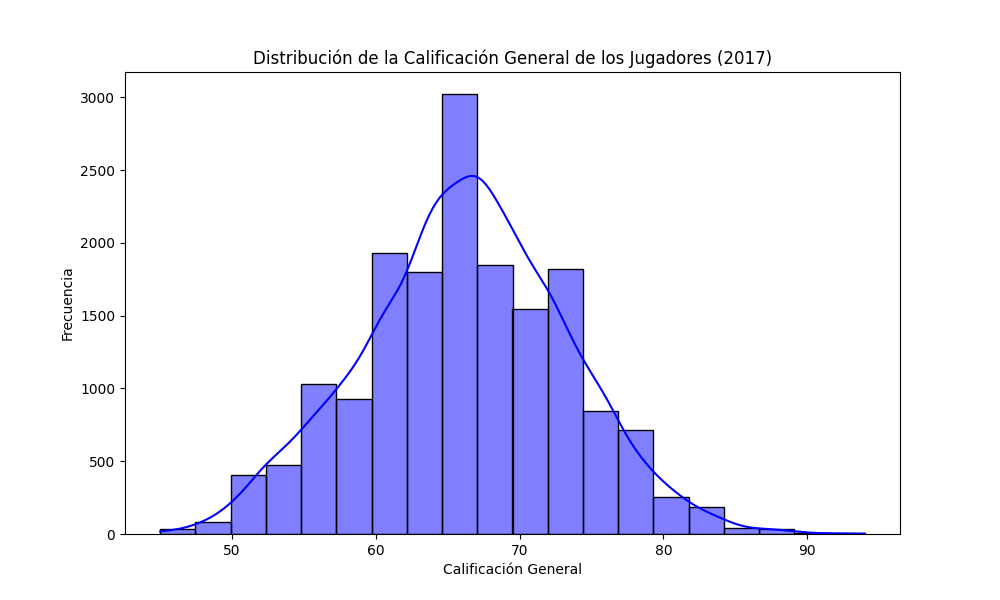 Distribución de la Calificación General de los Jugadores (2017)
3000
2500
2000
1500
1000
500
0
Frecuencia
50 60 70 80 90
Calificación General